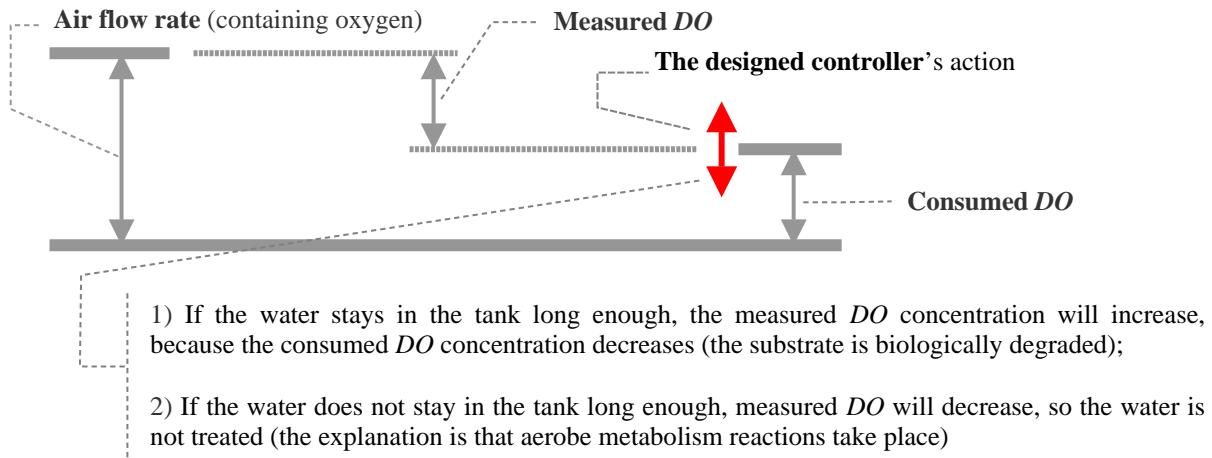 Air flow rate (containing oxygen)
Measured DO
The designed controller's action
Consumed DO
1) If the water stays in the tank long enough, the measured DO concentration will increase,
because the consumed DO concentration decreases (the substrate is biologically degraded);
2) If the water does not stay in the tank long enough, measured DO will decrease, so the water is
not treated (the explanation is that aerobe metabolism reactions take place)